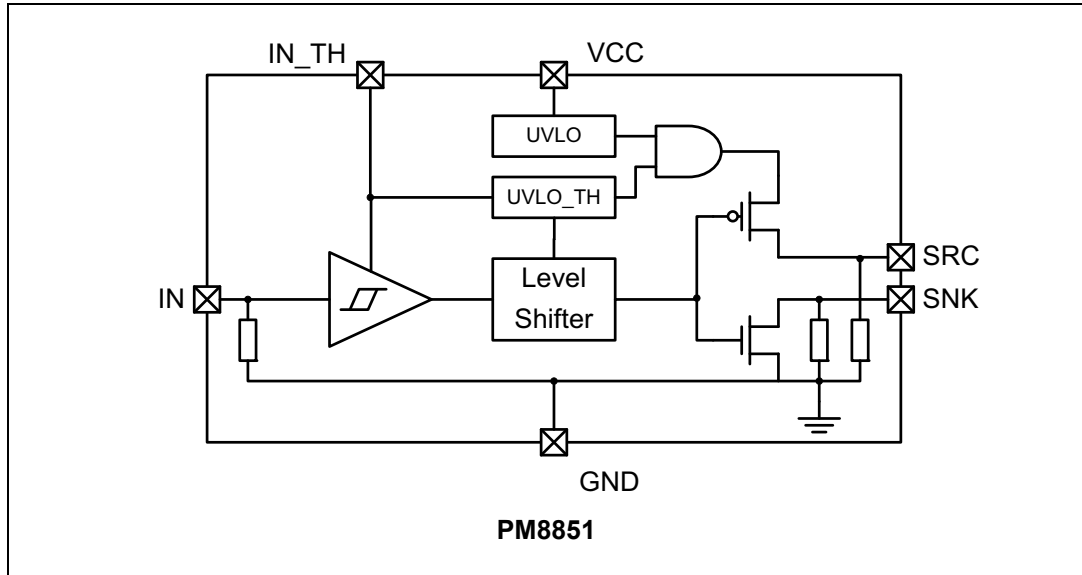 IN_TH
VCC
UVLO
UVLO_TH
IN
Level
Shifter
SRC
SNK
GND
PM8851